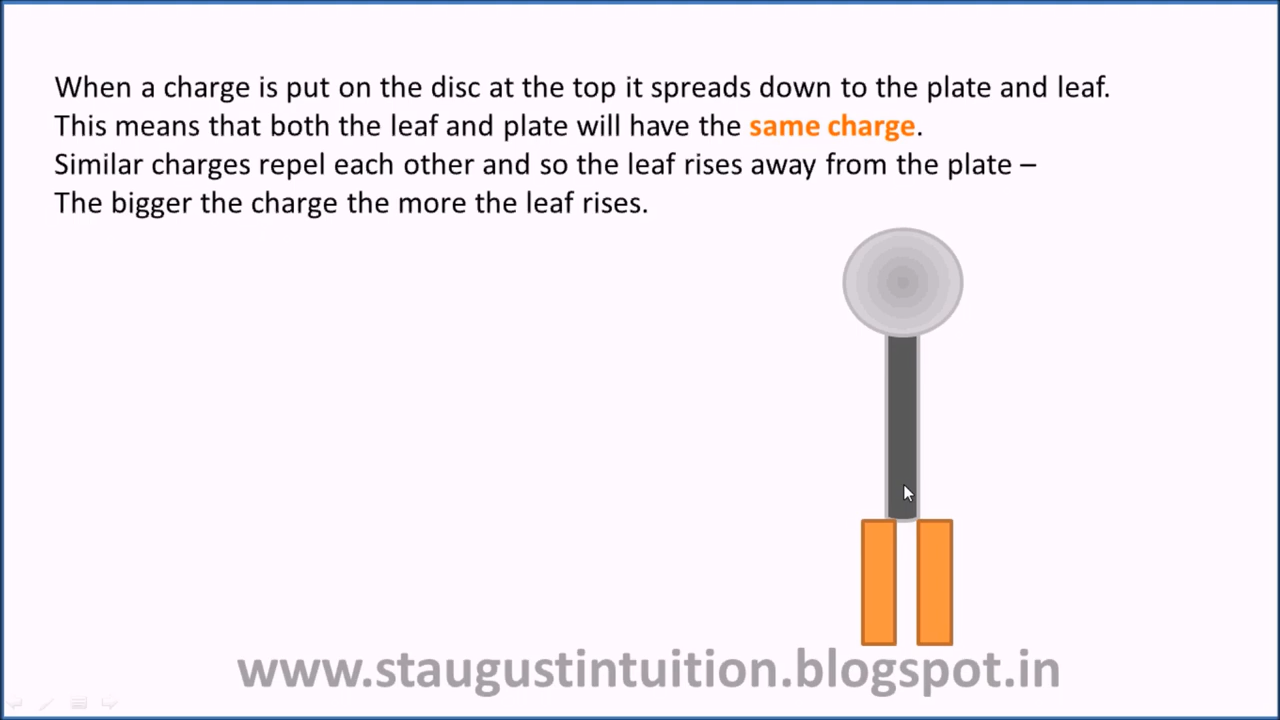 When a charge is put on the disc at the top it spreads down to the plate and leaf.
This means that both the leaf and plate will have the same charge.
Similar charges repel each other and so the leaf rises away from the plate –
The bigger the charge the more the leaf rises.
www.staugustintuition.blogspot.in